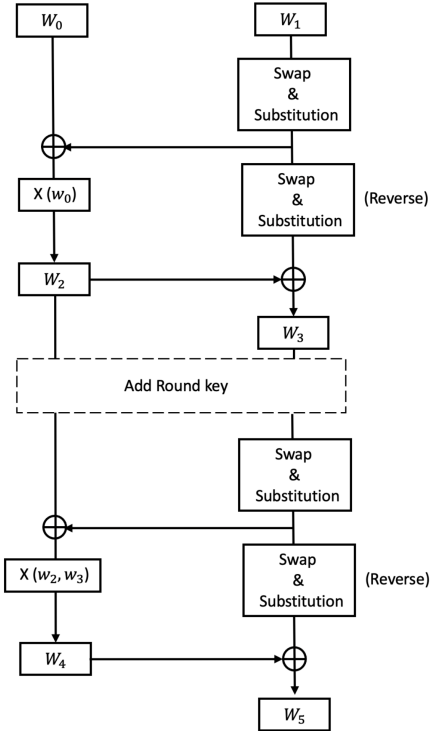 W₀
W₁
Swap
&
Substitution
X (w₀)
Swap
&
Substitution
(Reverse)
W₂
W₃
Add Round key
Swap
&
Substitution
X (w₂, w₃)
Swap
&
Substitution
(Reverse)
W₄
W₅